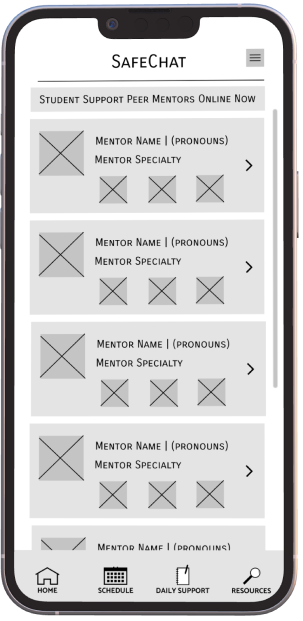 SafeChat
Student Support Peer Mentors Online Now
Mentor Name | (pronouns)
Mentor Specialty
Mentor Name | (pronouns)
Mentor Specialty
Mentor Name | (pronouns)
Mentor Specialty
Mentor Name | (pronouns)
Mentor Specialty
Mentor Name | (pronouns)
HOME SCHEDULE DAILY SUPPORT RESOURCES